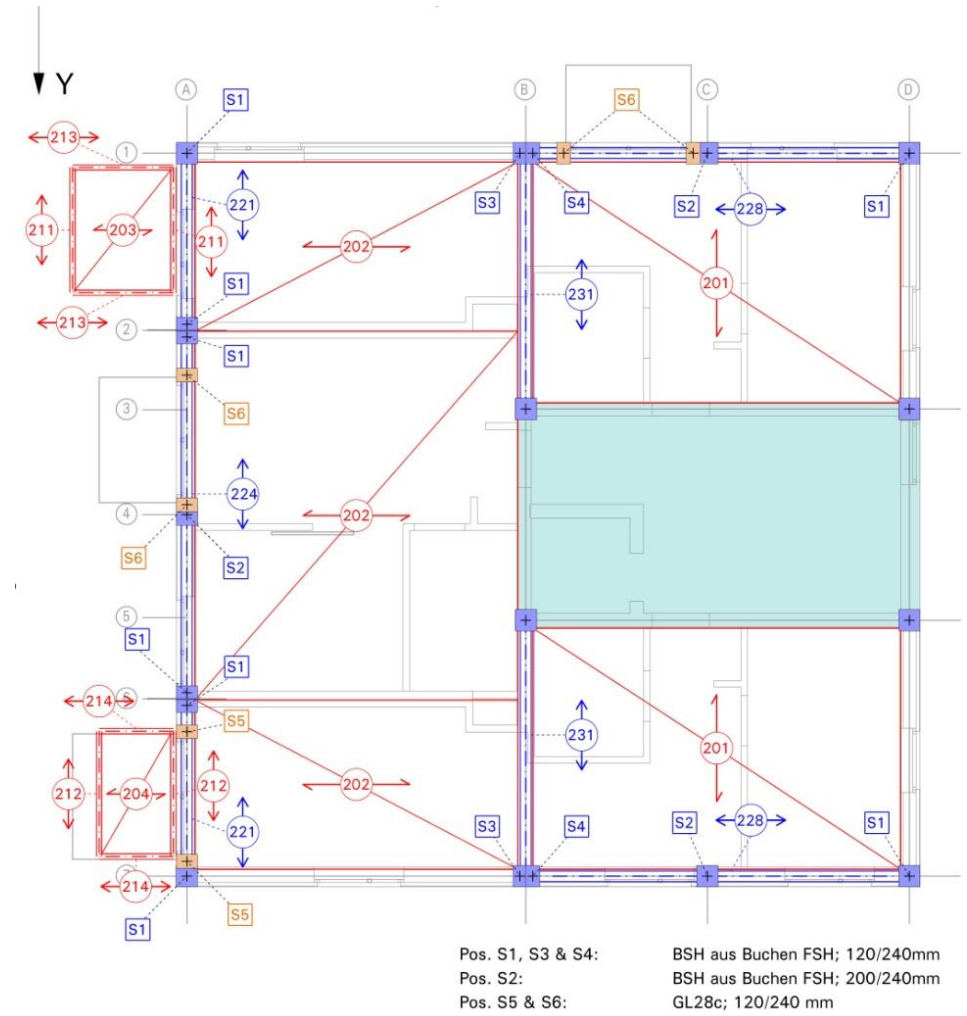 Y
A
B
C
D
S1
S6
213
1
221
S3
S4
S2
228
S1
211
203
211
202
201
231
S1
213
2
S1
3
S6
224
202
4
S6
S2
5
S1
S1
6
214
S5
231
201
212
204
212
202
221
S3
S4
S2
228
S1
214
7
S5
S1
Pos. S1, S3 & S4: BSH aus Buchen FSH; 120/240mm
Pos. S2: BSH aus Buchen FSH; 200/240mm
Pos. S5 & S6: GL28c; 120/240 mm